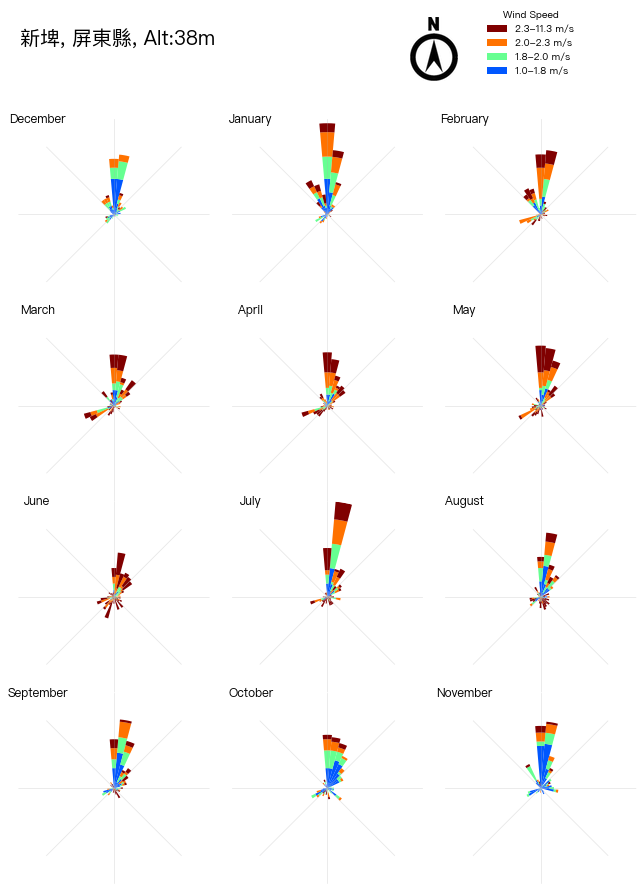 新埤, 屏東縣, Alt:38m
N
Wind Speed
2.3–11.3 m/s
2.0–2.3 m/s
1.8–2.0 m/s
1.0–1.8 m/s
December
January
February
March
April
May
June
July
August
September
October
November